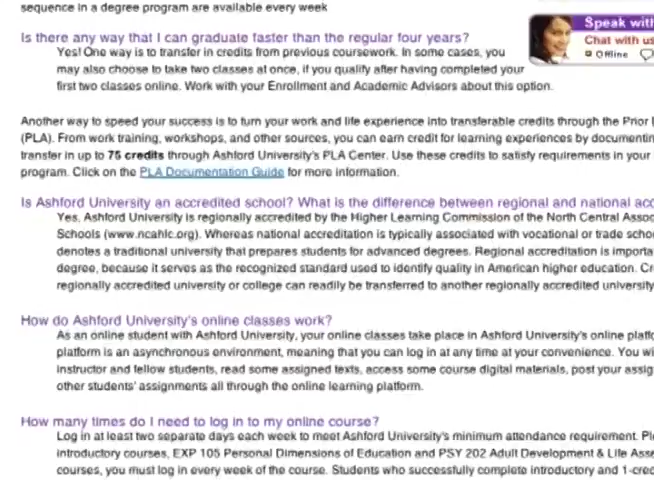 sequence in a degree program are available every week
Is there any way that I can graduate faster than the regular four years?
Yes! One way is to transfer in credits from previous coursework. In some cases, you
may also choose to take two classes at once, if you qualify after having completed your
first two classes online. Work with your Enrollment and Academic Advisors about this option.
Speak with
Chat with us
Offline
Another way to speed your success is to turn your work and life experience into transferable credits through the Prior
(PLA). From work training, workshops, and other sources, you can earn credit for learning experiences by documentin
transfer in up to 75 credits through Ashford University's PLA Center. Use these credits to satisfy requirements in your
program. Click on the PLA Documentation Guide for more information.
Is Ashford University an accredited school? What is the difference between regional and national acc
Yes, Ashford University is regionally accredited by the Higher Learning Commission of the North Central Assoc
Schools (www.ncahlc.org). Whereas national accreditation is typically associated with vocational or trade scho
denotes a traditional university that prepares students for advanced degrees. Regional accreditation is importa
degree, because it serves as the recognized standard used to identify quality in American higher education. Cr
regionally accredited university or college can readily be transferred to another regionally accredited university
How do Ashford University's online classes work?
As an online student with Ashford University, your online classes take place in Ashford University's online platfo
platform is an asynchronous environment, meaning that you can log in at any time at your convenience. You wi
instructor and fellow students, read some assigned texts, access some course digital materials, post your assig
other students' assignments all through the online learning platform.
How many times do I need to log in to my online course?
Log in at least two separate days each week to meet Ashford University's minimum attendance requirement. Pl
introductory courses, EXP 105 Personal Dimensions of Education and PSY 202 Adult Development & Life Asse
courses, you must log in every week of the course. Students who successfully complete introductory and 1-cred